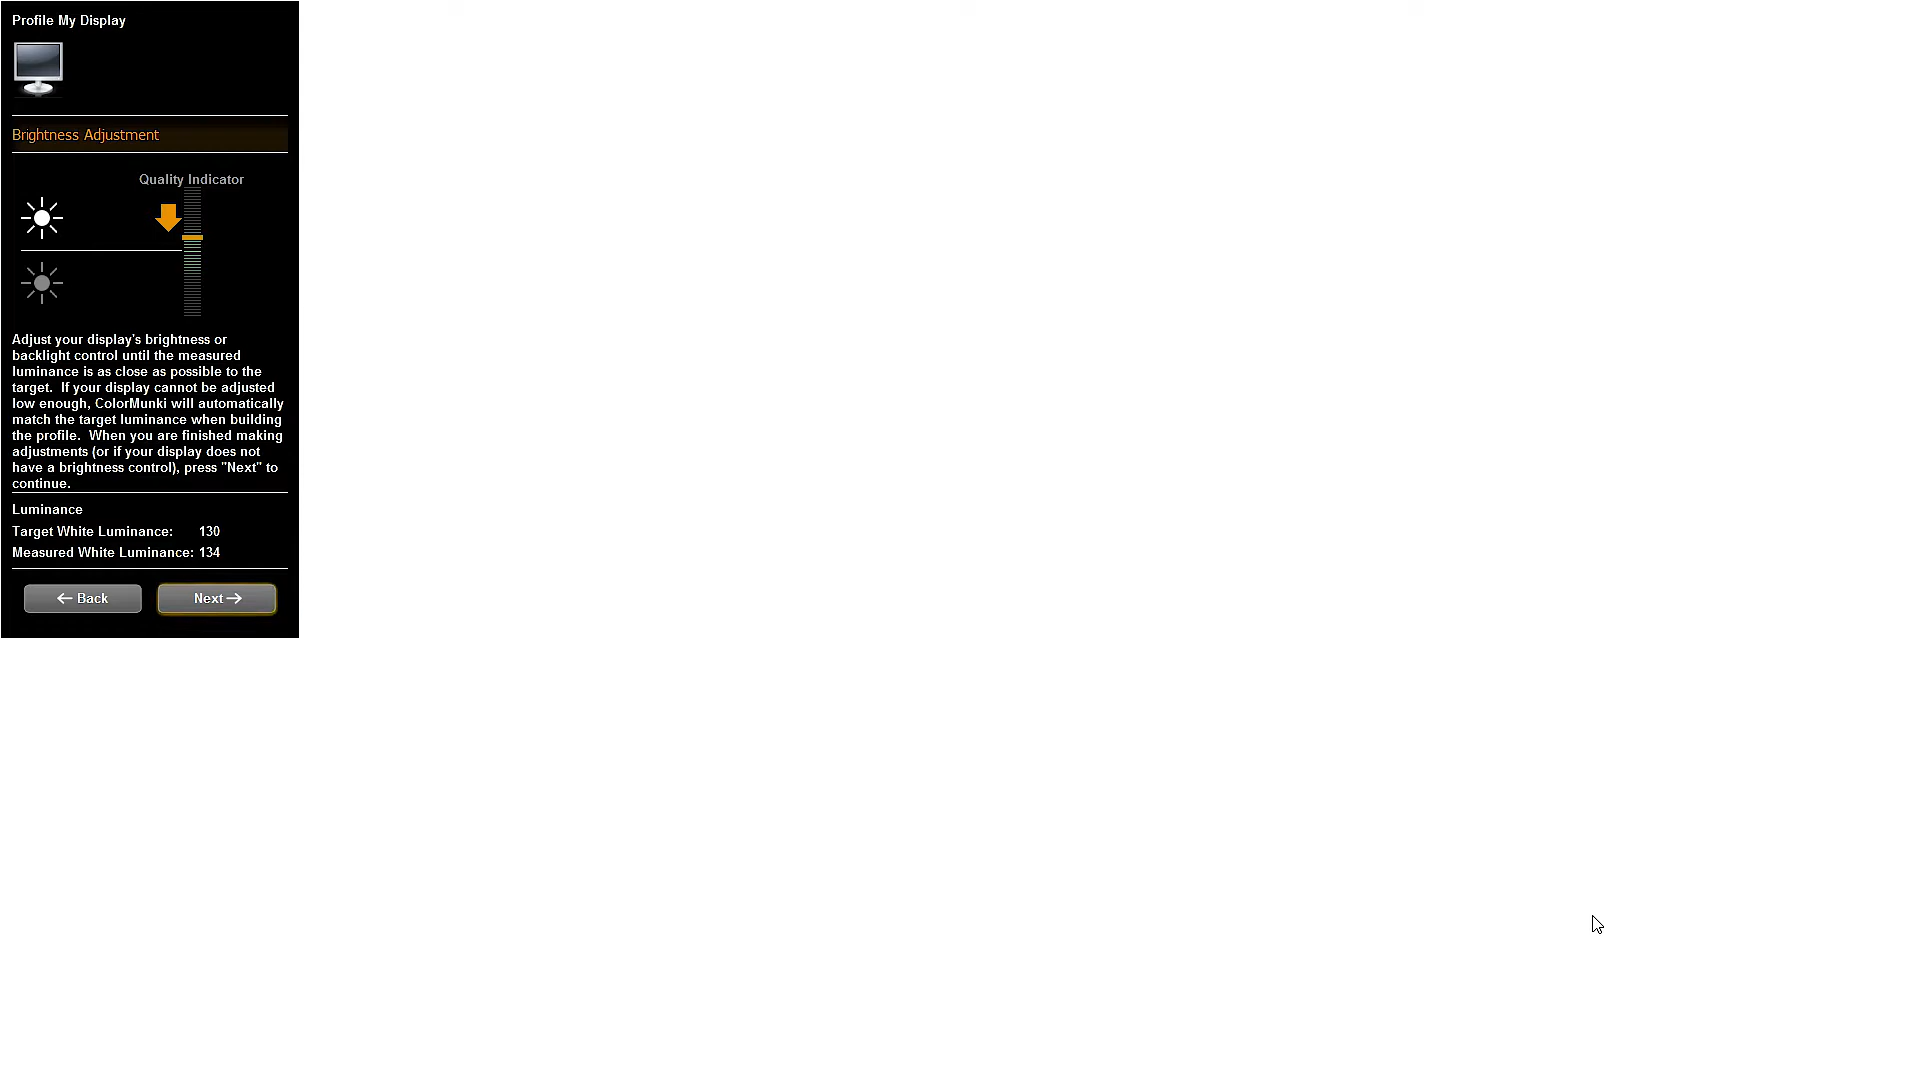 Profile My Display
Brightness Adjustment
Quality Indicator
Adjust your display's brightness or
backlight control until the measured
luminance is as close as possible to the
target.  If your display cannot be adjusted
low enough, ColorMunki will automatically
match the target luminance when building
the profile.  When you are finished making
adjustments (or if your display does not
have a brightness control), press "Next" to
continue.
Luminance
Target White Luminance: 130
Measured White Luminance: 134
Back Next